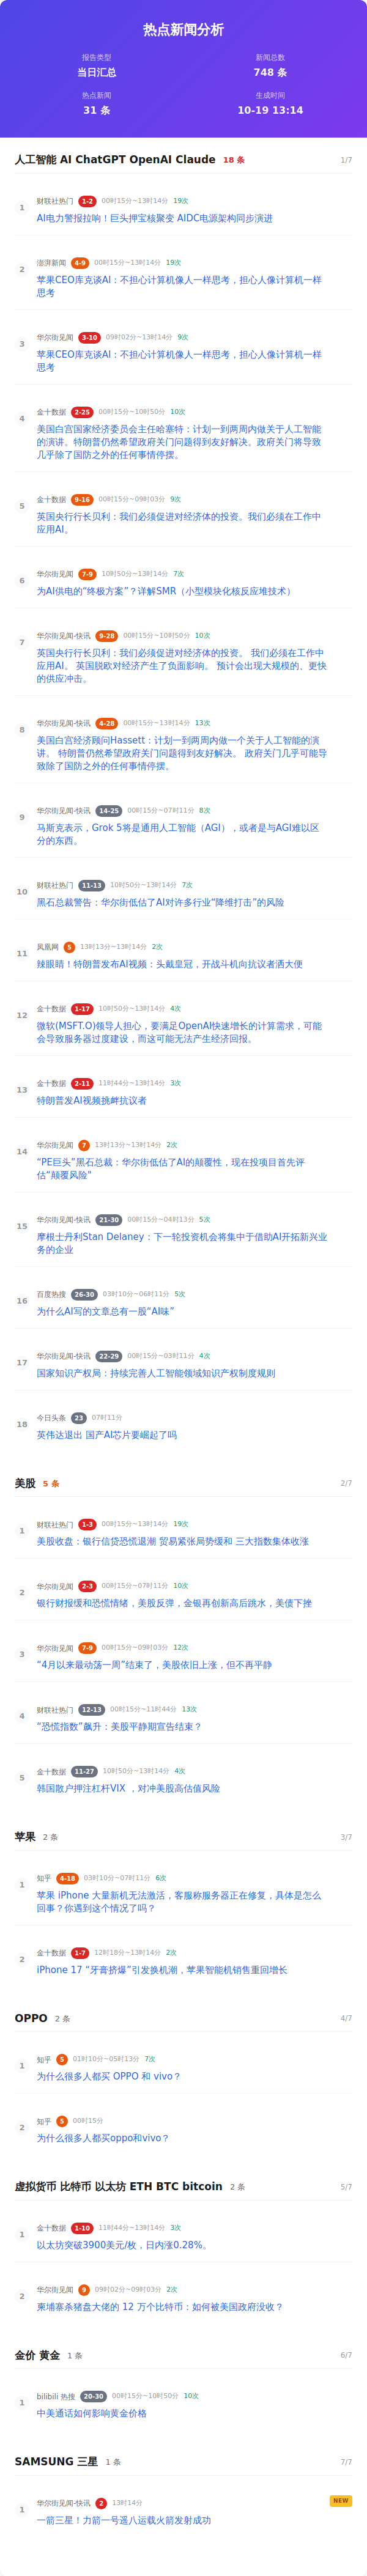 热点新闻分析
报告类型
新闻总数
当日汇总
748 条
热点新闻
生成时间
31 条
10-19 13:14
人工智能 AI ChatGPT OpenAI Claude 18 条 1/7
1 财联社热门 1-2 00时15分~13时14分 19次
AI电力警报拉响！巨头押宝核聚变 AIDC电源架构同步演进
2 澎湃新闻 4-9 00时15分~13时14分 19次
苹果CEO库克谈AI：不担心计算机像人一样思考，担心人像计算机一样
思考
3 华尔街见闻 3-10 09时02分~13时14分 9次
苹果CEO库克谈AI：不担心计算机像人一样思考，担心人像计算机一样
思考
4 金十数据 2-25 00时15分~10时50分 10次
美国白宫国家经济委员会主任哈塞特：计划一到两周内做关于人工智能
的演讲。特朗普仍然希望政府关门问题得到友好解决。政府关门将导致
几乎除了国防之外的任何事情停摆。
5 金十数据 9-16 00时15分~09时03分 9次
英国央行行长贝利：我们必须促进对经济体的投资。我们必须在工作中
应用AI。
6 华尔街见闻 7-9 10时50分~13时14分 7次
为AI供电的“终极方案”？详解SMR（小型模块化核反应堆技术）
7 华尔街见闻-快讯 9-28 00时15分~10时50分 10次
英国央行行长贝利：我们必须促进对经济体的投资。 我们必须在工作中
应用AI。 英国脱欧对经济产生了负面影响。 预计会出现大规模的、更快
的供应冲击。
8 华尔街见闻-快讯 4-28 00时15分~13时14分 13次
美国白宫经济顾问Hassett：计划一到两周内做一个关于人工智能的演
讲。 特朗普仍然希望政府关门问题得到友好解决。 政府关门几乎可能导
致除了国防之外的任何事情停摆。
9 华尔街见闻-快讯 14-25 00时15分~07时11分 8次
马斯克表示，Grok 5将是通用人工智能（AGI），或者是与AGI难以区
分的东西。
10 财联社热门 11-13 10时50分~13时14分 7次
黑石总裁警告：华尔街低估了AI对许多行业“降维打击”的风险
11 凤凰网 5 13时13分~13时14分 2次
辣眼睛！特朗普发布AI视频：头戴皇冠，开战斗机向抗议者洒大便
12 金十数据 1-17 10时50分~13时14分 4次
微软(MSFT.O)领导人担心，要满足OpenAI快速增长的计算需求，可能
会导致服务器过度建设，而这可能无法产生经济回报。
13 金十数据 2-11 11时44分~13时14分 3次
特朗普发AI视频挑衅抗议者
14 华尔街见闻 7 13时13分~13时14分 2次
“PE巨头”黑石总裁：华尔街低估了AI的颠覆性，现在投项目首先评
估“颠覆风险”
15 华尔街见闻-快讯 21-30 00时15分~04时13分 5次
摩根士丹利Stan Delaney：下一轮投资机会将集中于借助AI开拓新兴业
务的企业
16 百度热搜 26-30 03时10分~06时11分 5次
为什么AI写的文章总有一股“AI味”
17 华尔街见闻-快讯 22-29 00时15分~03时11分 4次
国家知识产权局：持续完善人工智能领域知识产权制度规则
18 今日头条 23 07时11分
英伟达退出 国产AI芯片要崛起了吗
美股 5 条 2/7
1 财联社热门 1-3 00时15分~13时14分 19次
美股收盘：银行信贷恐慌退潮 贸易紧张局势缓和 三大指数集体收涨
2 华尔街见闻 2-3 00时15分~07时11分 10次
银行财报缓和恐慌情绪，美股反弹，金银再创新高后跳水，美债下挫
3 华尔街见闻 7-9 00时15分~09时03分 12次
“4月以来最动荡一周”结束了，美股依旧上涨，但不再平静
4 财联社热门 12-13 00时15分~11时44分 13次
“恐慌指数”飙升：美股平静期宣告结束？
5 金十数据 11-27 10时50分~13时14分 4次
韩国散户押注杠杆VIX ，对冲美股高估值风险
苹果 2 条 3/7
1 知乎 4-18 03时10分~07时11分 6次
苹果 iPhone 大量新机无法激活，客服称服务器正在修复，具体是怎么
回事？你遇到这个情况了吗？
2 金十数据 1-7 12时18分~13时14分 2次
iPhone 17 “牙膏挤爆”引发换机潮，苹果智能机销售重回增长
OPPO 2 条 4/7
1 知乎 5 01时10分~05时13分 7次
为什么很多人都买 OPPO 和 vivo？
2 知乎 5 00时15分
为什么很多人都买oppo和vivo？
虚拟货币 比特币 以太坊 ETH BTC bitcoin 2 条 5/7
1 金十数据 1-10 11时44分~13时14分 3次
以太坊突破3900美元/枚，日内涨0.28%。
2 华尔街见闻 9 09时02分~09时03分 2次
柬埔寨杀猪盘大佬的 12 万个比特币：如何被美国政府没收？
金价 黄金 1 条 6/7
1 bilibili 热搜 20-30 00时15分~10时50分 10次
中美通话如何影响黄金价格
SAMSUNG 三星 1 条 7/7
1 华尔街见闻-快讯 2 13时14分 NEW
一箭三星！力箭一号遥八运载火箭发射成功